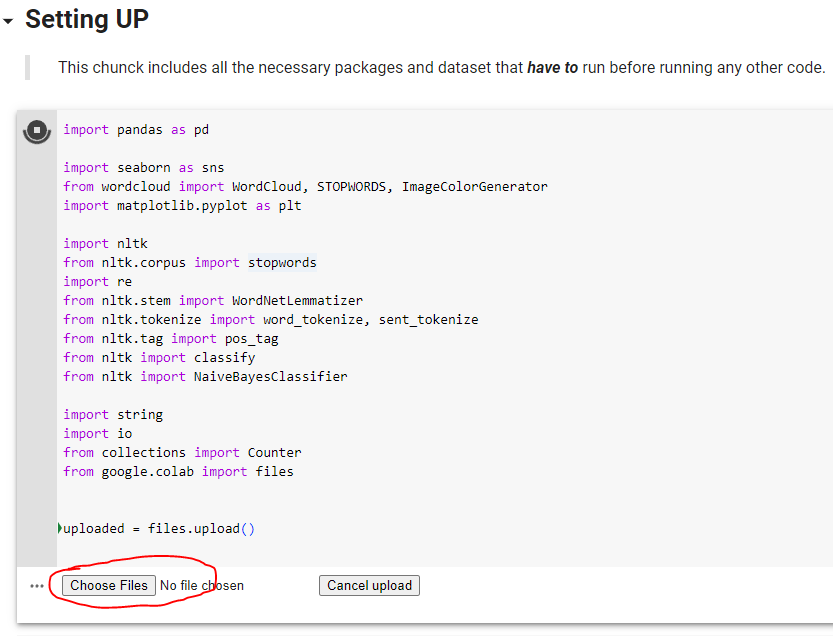 Setting UP
This chunck includes all the necessary packages and dataset that have to run before running any other code.
import pandas as pd
import seaborn as sns
from wordcloud import WordCloud, STOPWORDS, ImageColorGenerator
import matplotlib.pyplot as plt
import nltk
from nltk.corpus import stopwords
import re
from nltk.stem import WordNetLemmatizer
from nltk.tokenize import word_tokenize, sent_tokenize
from nltk.tag import pos_tag
from nltk import classify
from nltk import NaiveBayesClassifier
import string
import io
from collections import Counter
from google.colab import files
uploaded = files.upload()
Choose Files No file chosen Cancel upload